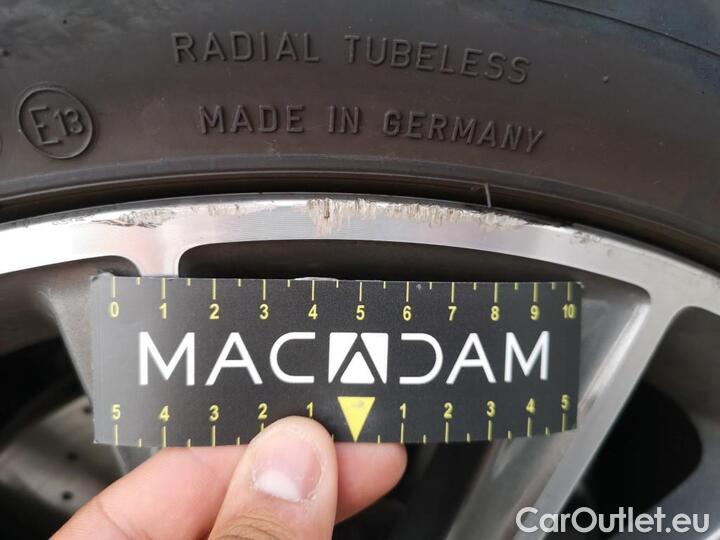 RADIAL TUBELESS
E13
MADE IN GERMANY
0 1 2 3 4 5 6 7 8 9 10
MACADAM
5 4 3 2 1 1 2 3 4 5
CarOutlet.eu